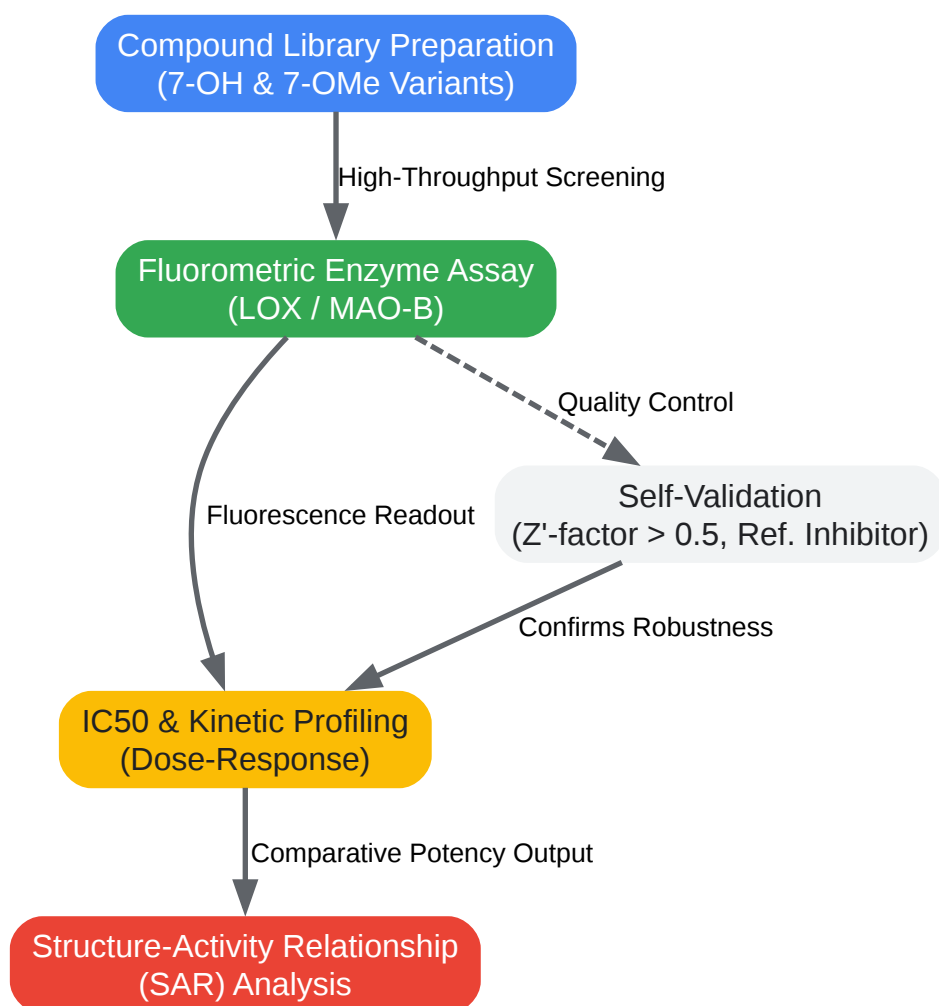 Compound Library Preparation
(7-OH & 7-OMe Variants)
High-Throughput Screening
Fluorometric Enzyme Assay
(LOX / MAO-B)
Quality Control
Fluorescence Readout
Self-Validation
(Z'-factor > 0.5, Ref. Inhibitor)
Confirms Robustness
IC50 & Kinetic Profiling
(Dose-Response)
Comparative Potency Output
Structure-Activity Relationship
(SAR) Analysis